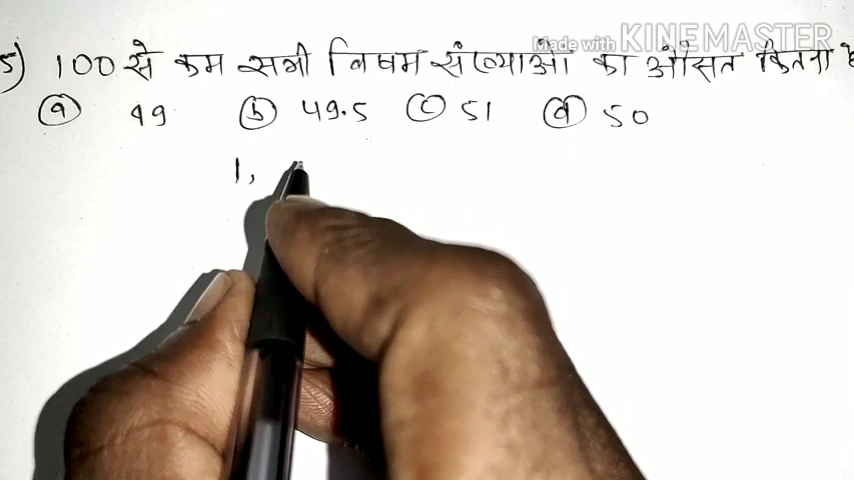 Made with KINEMASTER
5) 100 से कम सभी विषम संख्याओं का औसत कितना है
(a) 49 (b) 49.5 (c) 51 (d) 50
1,